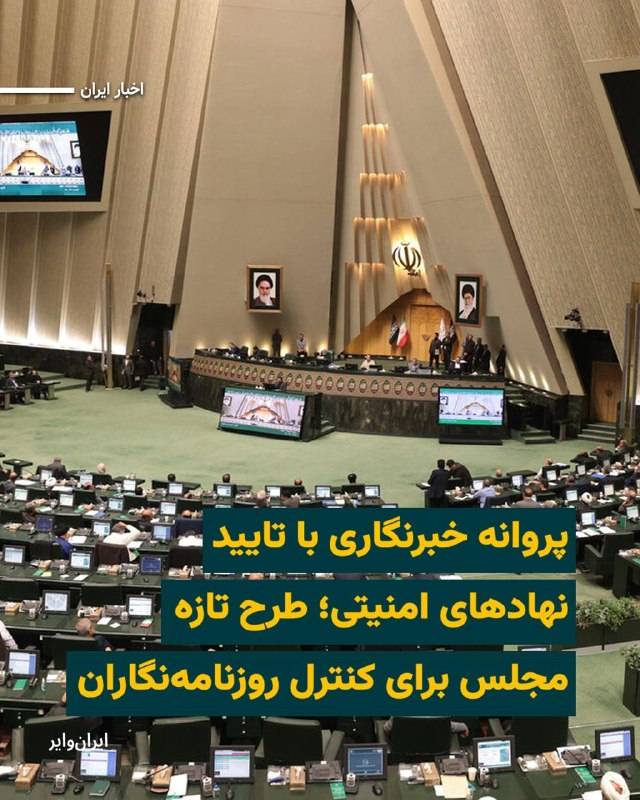 اخبار ایران
پروانه خبرنگاری با تایید
نهادهای امنیتی؛ طرح تازه
مجلس برای کنترل روزنامه‌نگاران
ایران‌وایر